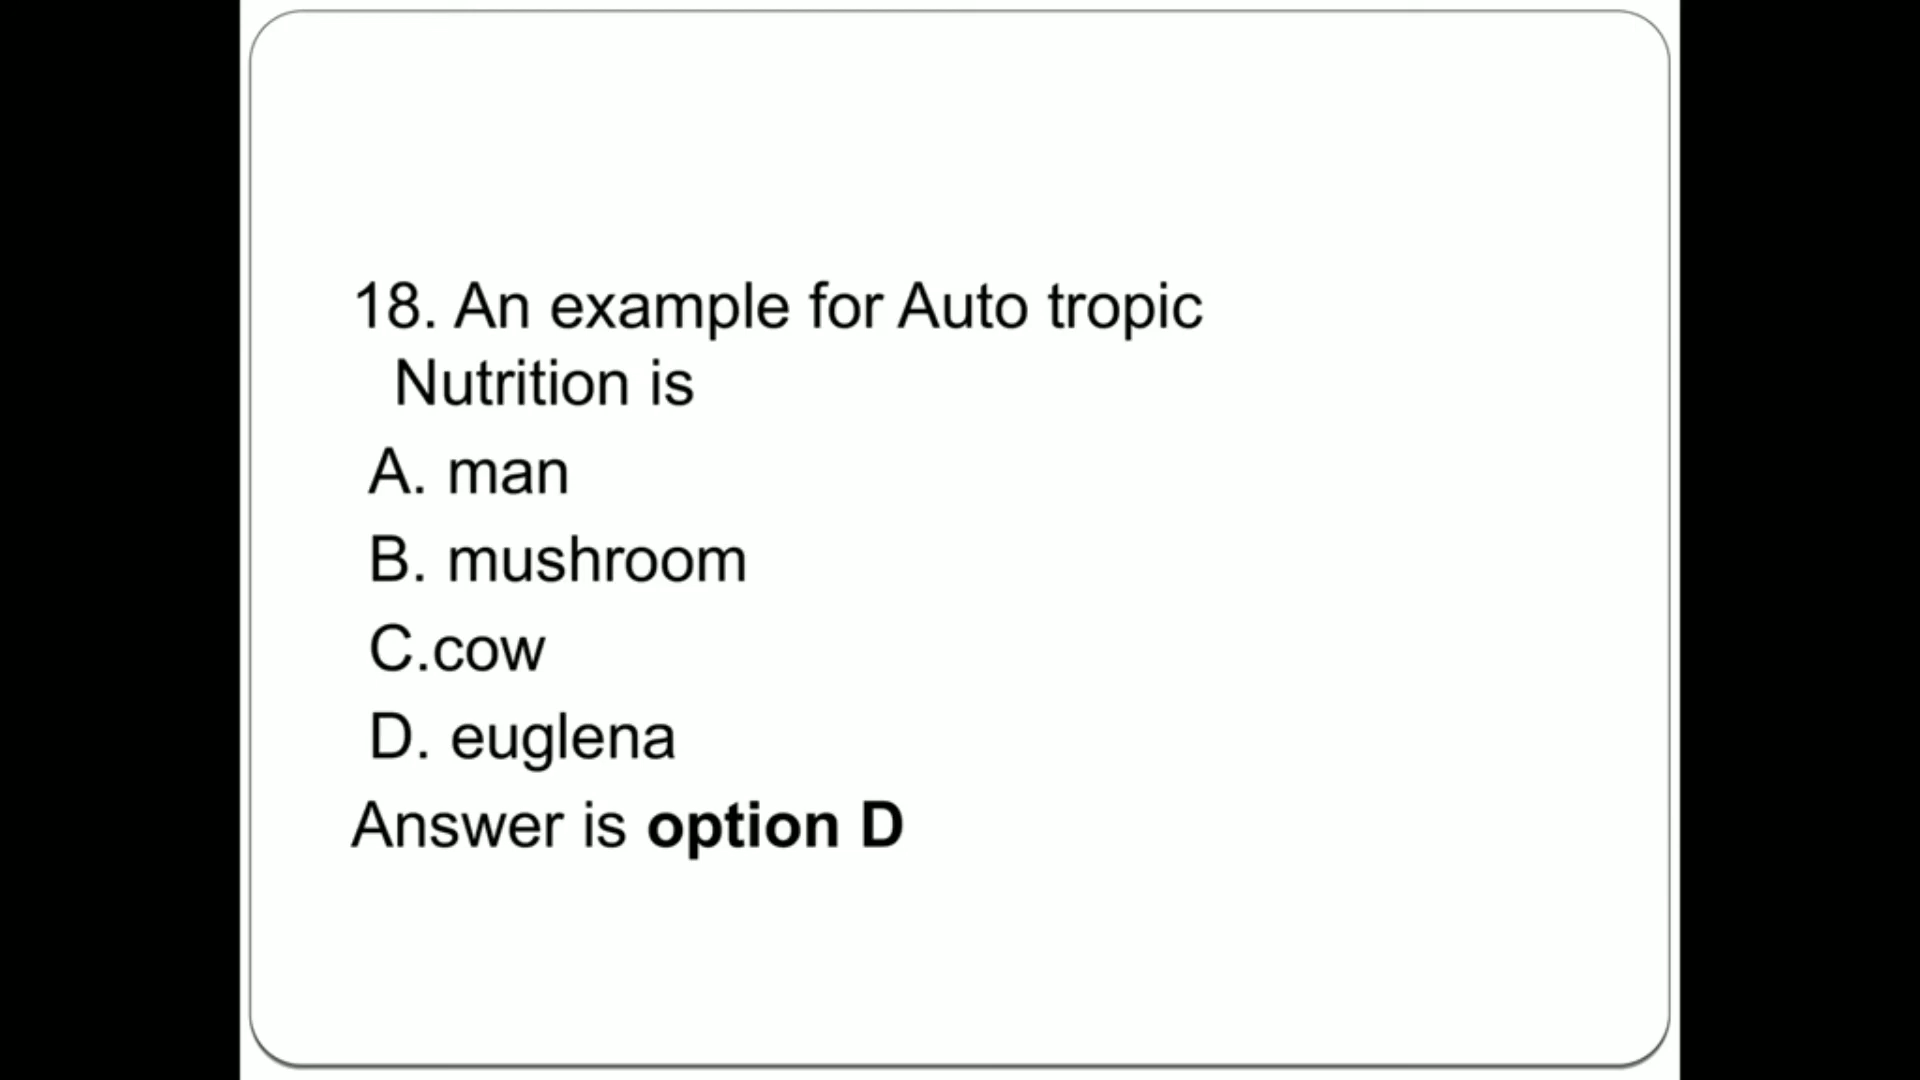 18. An example for Auto tropic
Nutrition is
A. man
B. mushroom
C.cow
D. euglena
Answer is option D